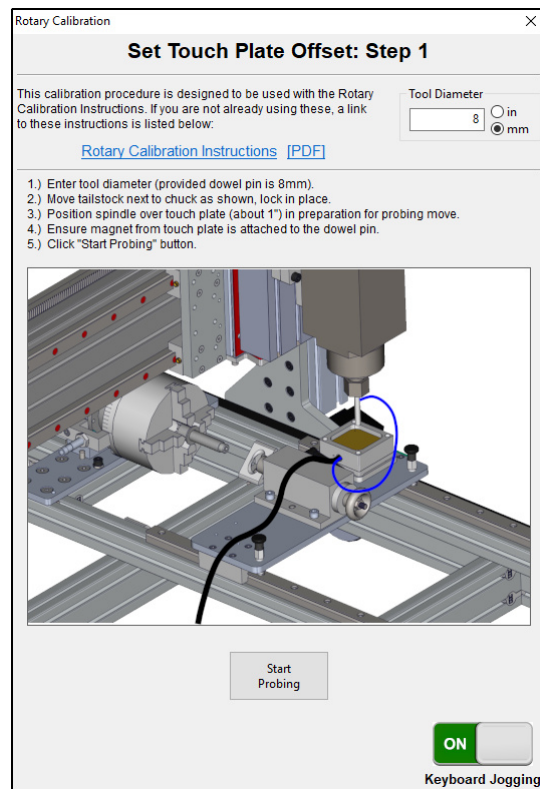 Rotary Calibration
Set Touch Plate Offset: Step 1
This calibration procedure is designed to be used with the Rotary
Calibration Instructions. If you are not already using these, a link
to these instructions is listed below:
Tool Diameter
8
in
mm
Rotary Calibration Instructions [PDF]
1.) Enter tool diameter (provided dowel pin is 8mm).
2.) Move tailstock next to chuck as shown, lock in place.
3.) Position spindle over touch plate (about 1") in preparation for probing move.
4.) Ensure magnet from touch plate is attached to the dowel pin.
5.) Click "Start Probing" button.
Start
Probing
ON
Keyboard Jogging